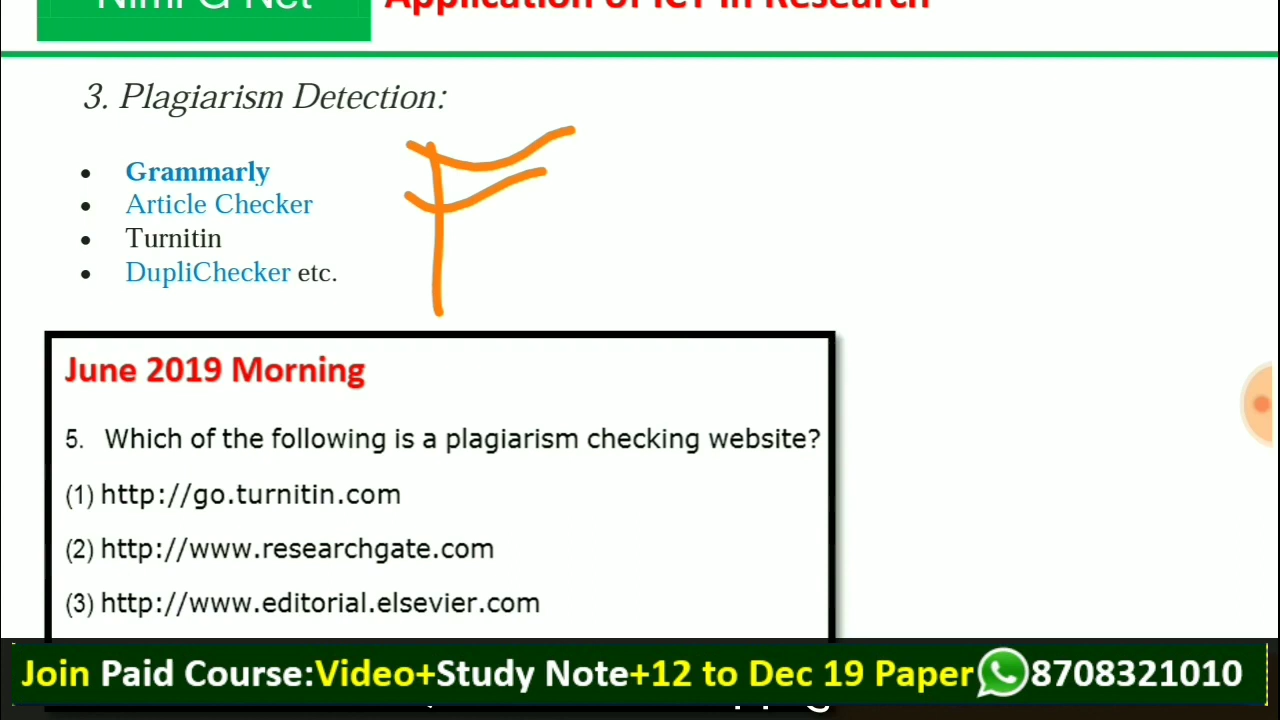 Application of ICT in Research
3. Plagiarism Detection:
• Grammarly
• Article Checker
• Turnitin
• DupliChecker etc.
June 2019 Morning
5. Which of the following is a plagiarism checking website?
(1) http://go.turnitin.com
(2) http://www.researchgate.com
(3) http://www.editorial.elsevier.com
Join Paid Course:Video+Study Note+12 to Dec 19 Paper 8708321010